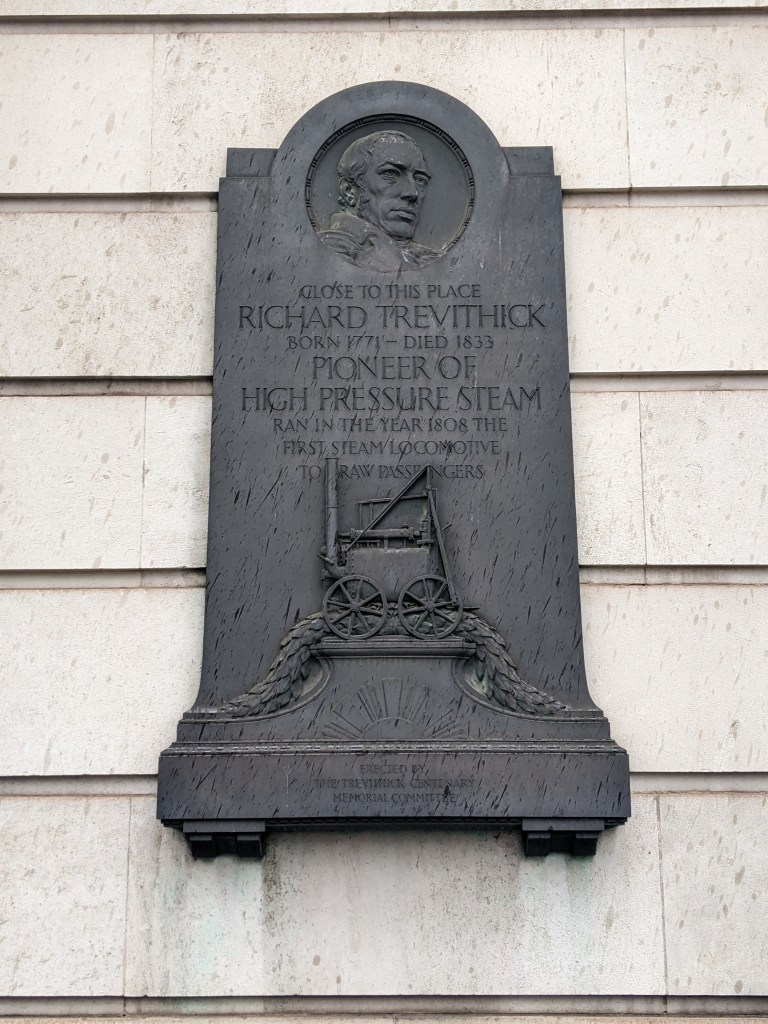 CLOSE TO THIS PLACE
RICHARD TREVITHICK
BORN 1771 – DIED 1833
PIONEER OF
HIGH PRESSURE STEAM
RAN IN THE YEAR 1808 THE
FIRST STEAM LOCOMOTIVE
TO DRAW PASSENGERS
ERECTED BY
THE TREVITHICK CENTENARY
MEMORIAL COMMITTEE